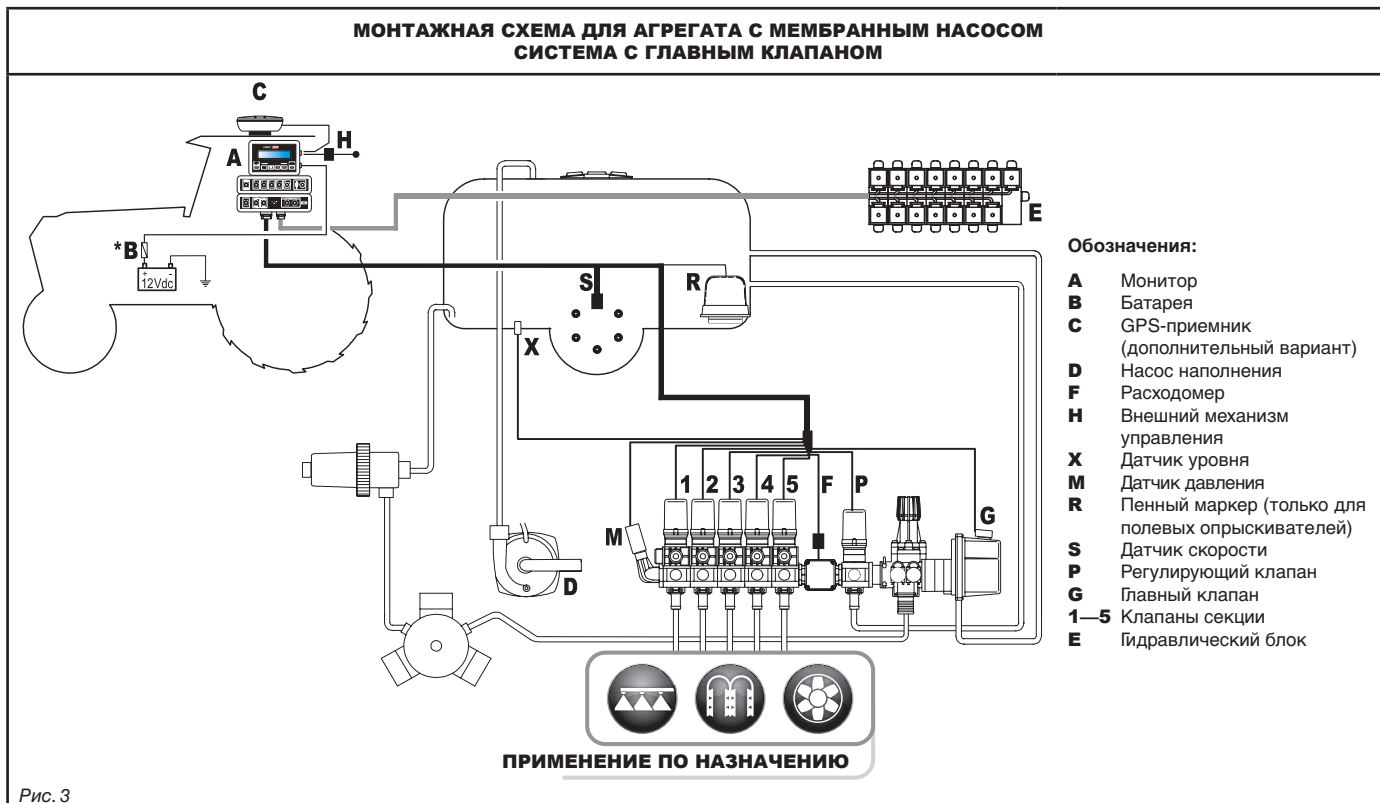 МОНТАЖНАЯ СХЕМА ДЛЯ АГРЕГАТА С МЕМБРАННЫМ НАСОСОМ
СИСТЕМА С ГЛАВНЫМ КЛАПАНОМ
C
H
A
*B
+ -
12Vdc
E
S
R
X
1 2 3 4 5 F P
M
G
D
ПРИМЕНЕНИЕ ПО НАЗНАЧЕНИЮ
Обозначения:
A Монитор
B Батарея
C GPS-приемник
(дополнительный вариант)
D Насос наполнения
F Расходомер
H Внешний механизм
управления
X Датчик уровня
M Датчик давления
R Пенный маркер (только для
полевых опрыскивателей)
S Датчик скорости
P Регулирующий клапан
G Главный клапан
1—5 Клапаны секции
E Гидравлический блок
Рис. 3